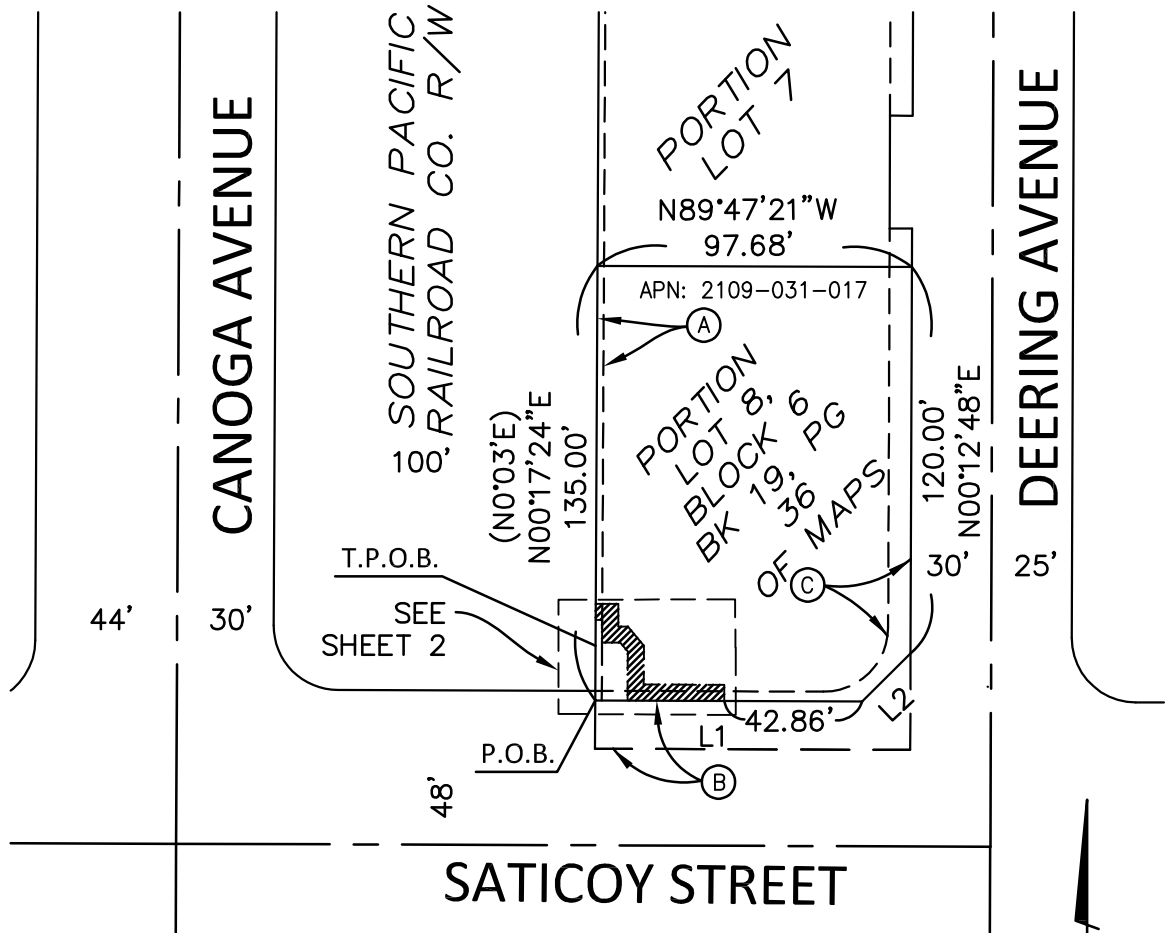 CANOGA AVENUE
SOUTHERN PACIFIC
RAILROAD CO. R/W
100'
PORTION
LOT 7
N89°47'21"W
97.68'
APN: 2109-031-017
A
PORTION
LOT 8,
BLOCK 6
BK 19, PG
36
OF MAPS
(N0°03'E)
N00°17'24"E
135.00'
120.00'
N00°12'48"E
DEERING AVENUE
T.P.O.B.
SEE
SHEET 2
44'
30'
C
30'
25'
42.86'
L1
L2
P.O.B.
B
48'
SATICOY STREET